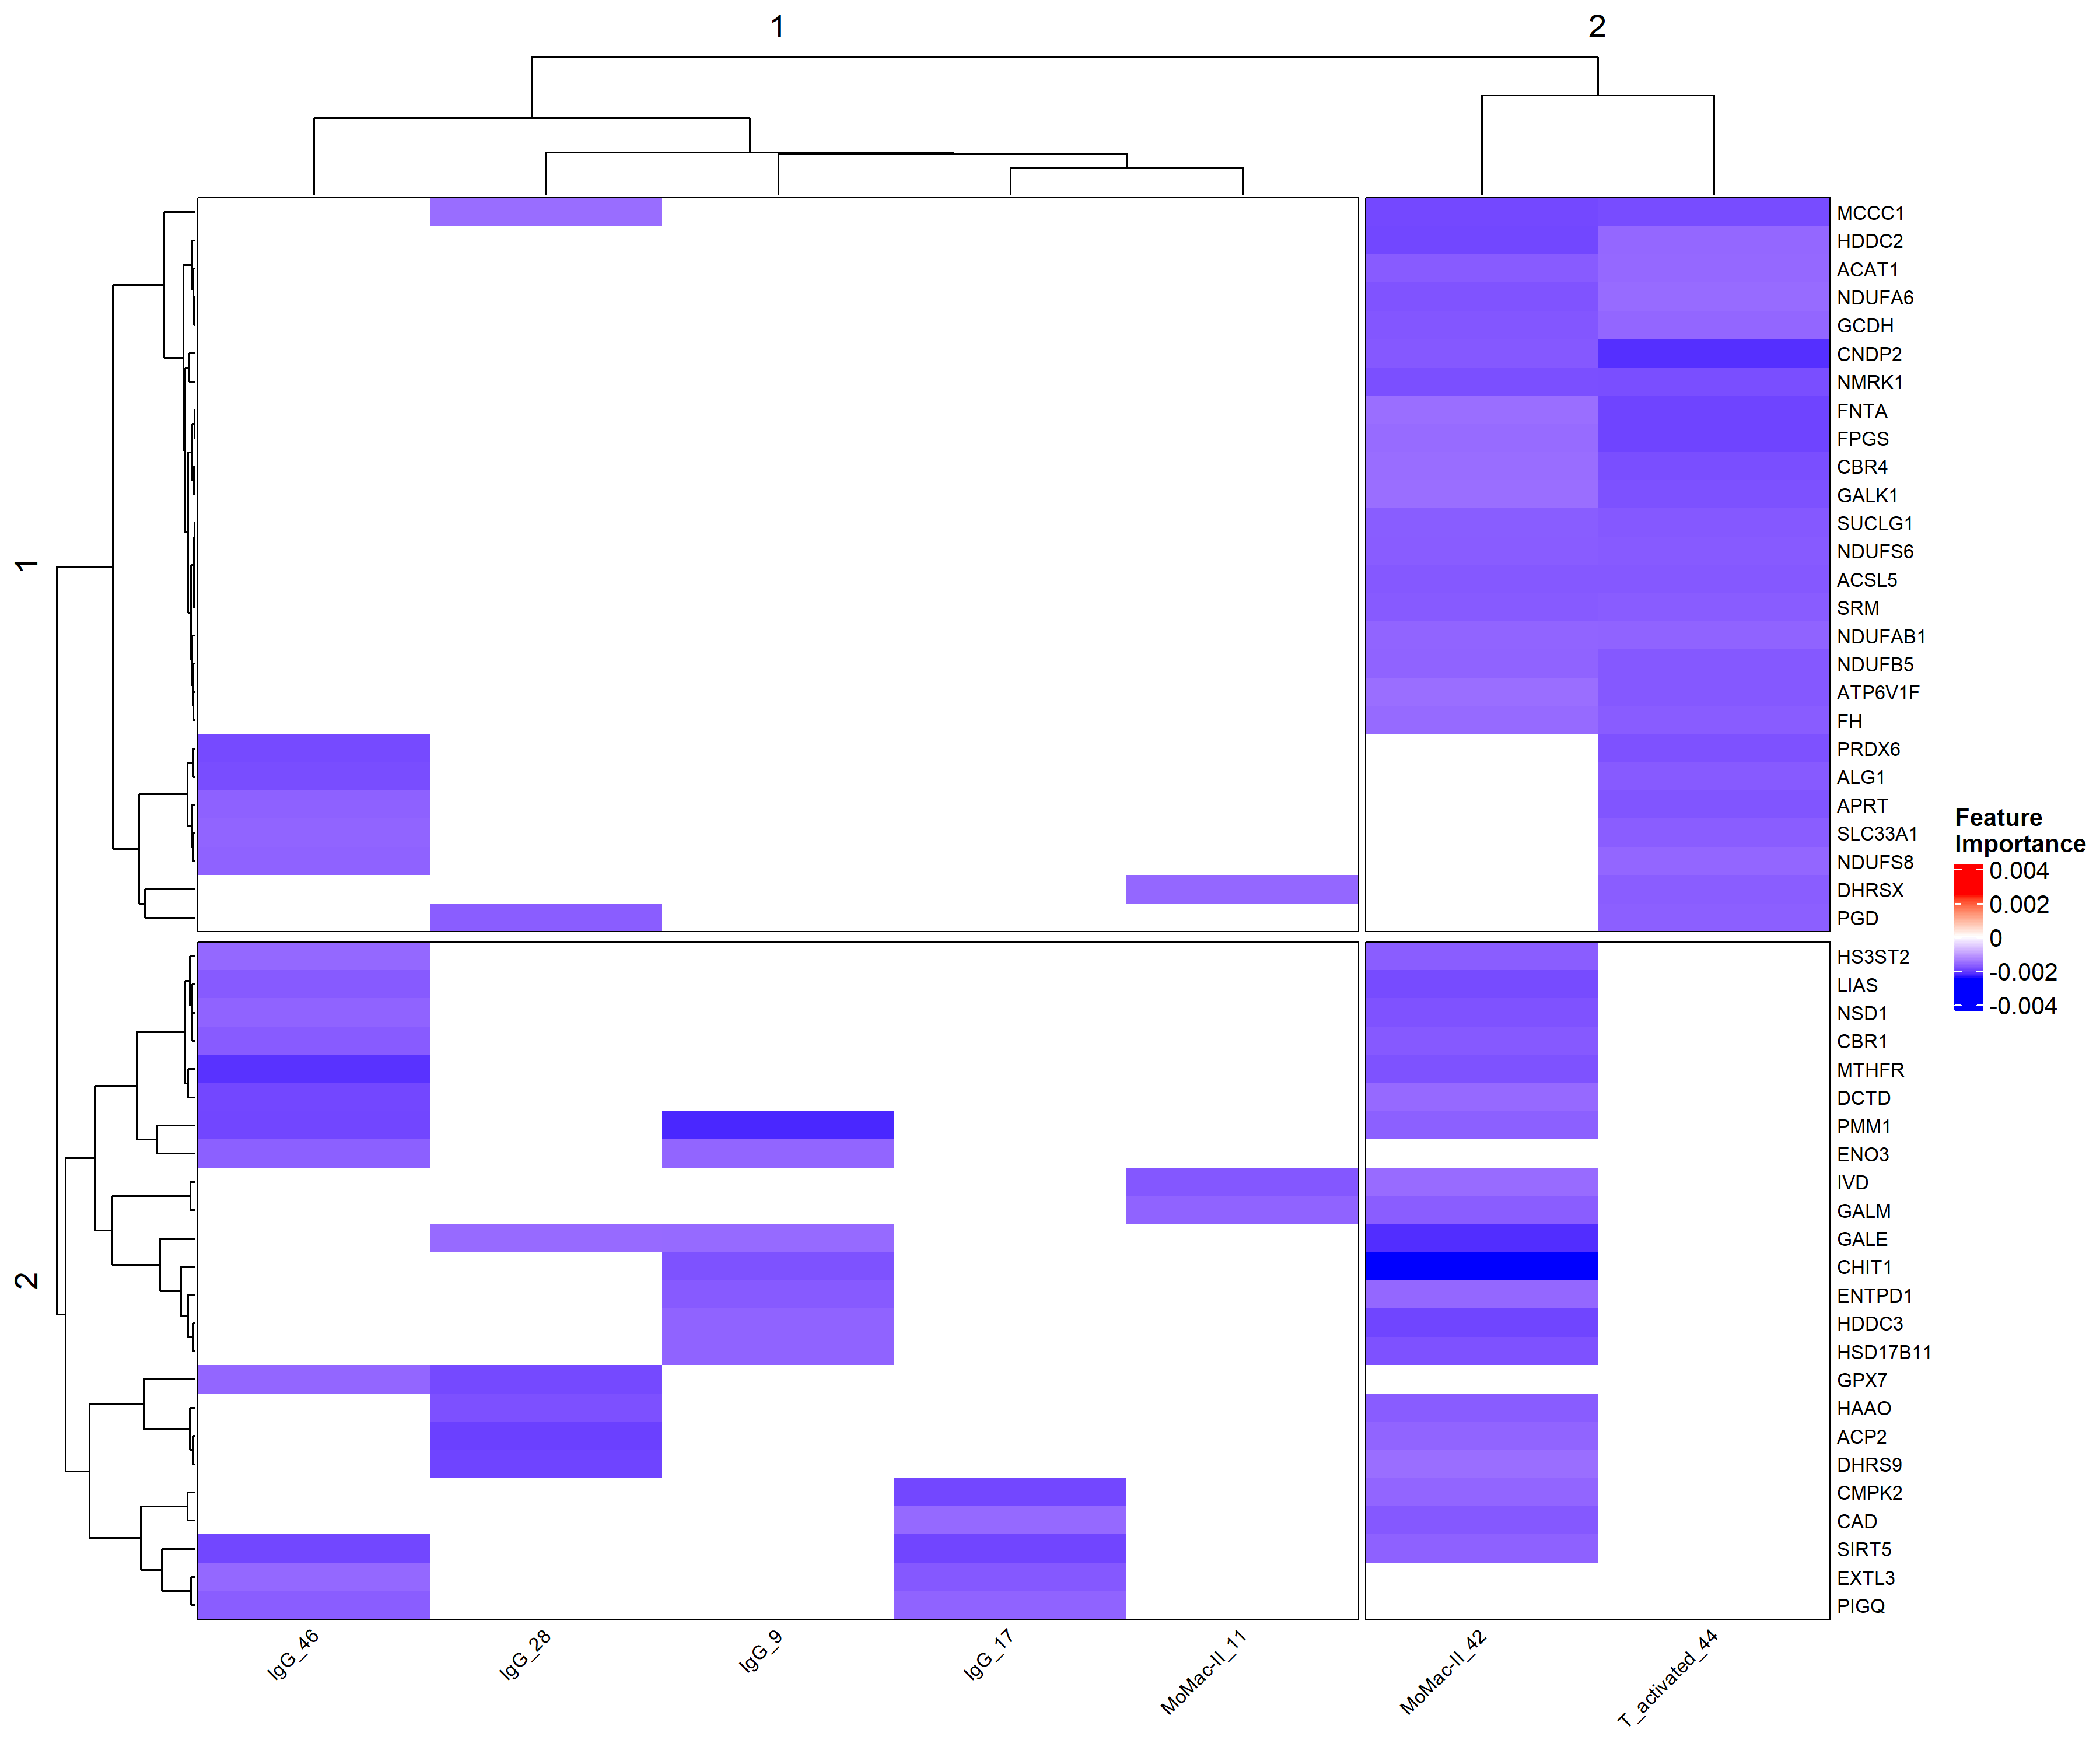 1
2
1
2
MCCC1
HDDC2
ACAT1
NDUFA6
GCDH
CNDP2
NMRK1
FNTA
FPGS
CBR4
GALK1
SUCLG1
NDUFS6
ACSL5
SRM
NDUFAB1
NDUFB5
ATP6V1F
FH
PRDX6
ALG1
APRT
SLC33A1
NDUFS8
DHRSX
PGD
HS3ST2
LIAS
NSD1
CBR1
MTHFR
DCTD
PMM1
ENO3
IVD
GALM
GALE
CHIT1
ENTPD1
HDDC3
HSD17B11
GPX7
HAAO
ACP2
DHRS9
CMPK2
CAD
SIRT5
EXTL3
PIGQ
Feature
Importance
0.004
0.002
0
-0.002
-0.004
IgG_46
IgG_28
IgG_9
IgG_17
MoMac-II_11
MoMac-II_42
T_activated_44